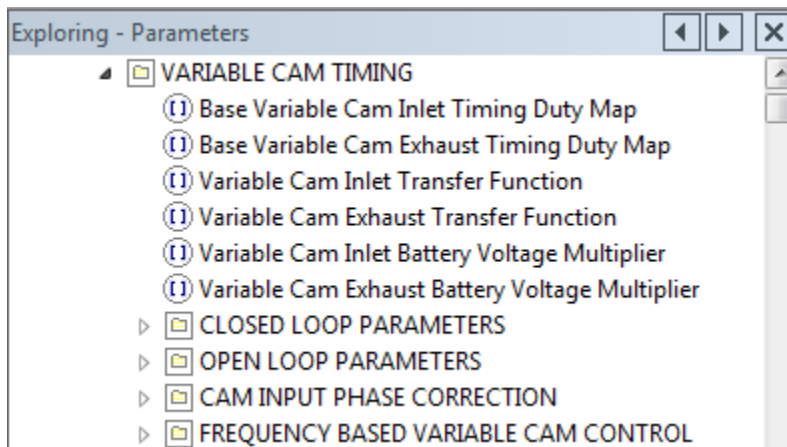 Exploring - Parameters
VARIABLE CAM TIMING
Base Variable Cam Inlet Timing Duty Map
Base Variable Cam Exhaust Timing Duty Map
Variable Cam Inlet Transfer Function
Variable Cam Exhaust Transfer Function
Variable Cam Inlet Battery Voltage Multiplier
Variable Cam Exhaust Battery Voltage Multiplier
CLOSED LOOP PARAMETERS
OPEN LOOP PARAMETERS
CAM INPUT PHASE CORRECTION
FREQUENCY BASED VARIABLE CAM CONTROL